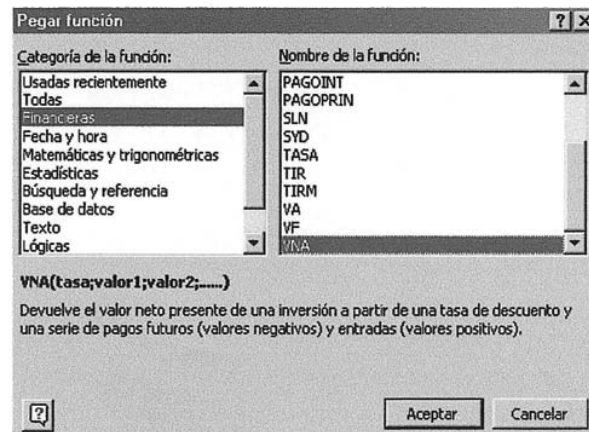 Pegar función
Categoría de la función:
Usadas recientemente
Todas
Financieras
Fecha y hora
Matemáticas y trigonométricas
Estadísticas
Búsqueda y referencia
Base de datos
Texto
Lógicas
Nombre de la función:
PAGOINT
PAGOPRIN
SLN
SYD
TASA
TIR
TIRM
VA
VF
VNA
VNA(tasa;valor1;valor2;......)
Devuelve el valor neto presente de una inversión a partir de una tasa de descuento y
una serie de pagos futuros (valores negativos) y entradas (valores positivos).
Aceptar
Cancelar